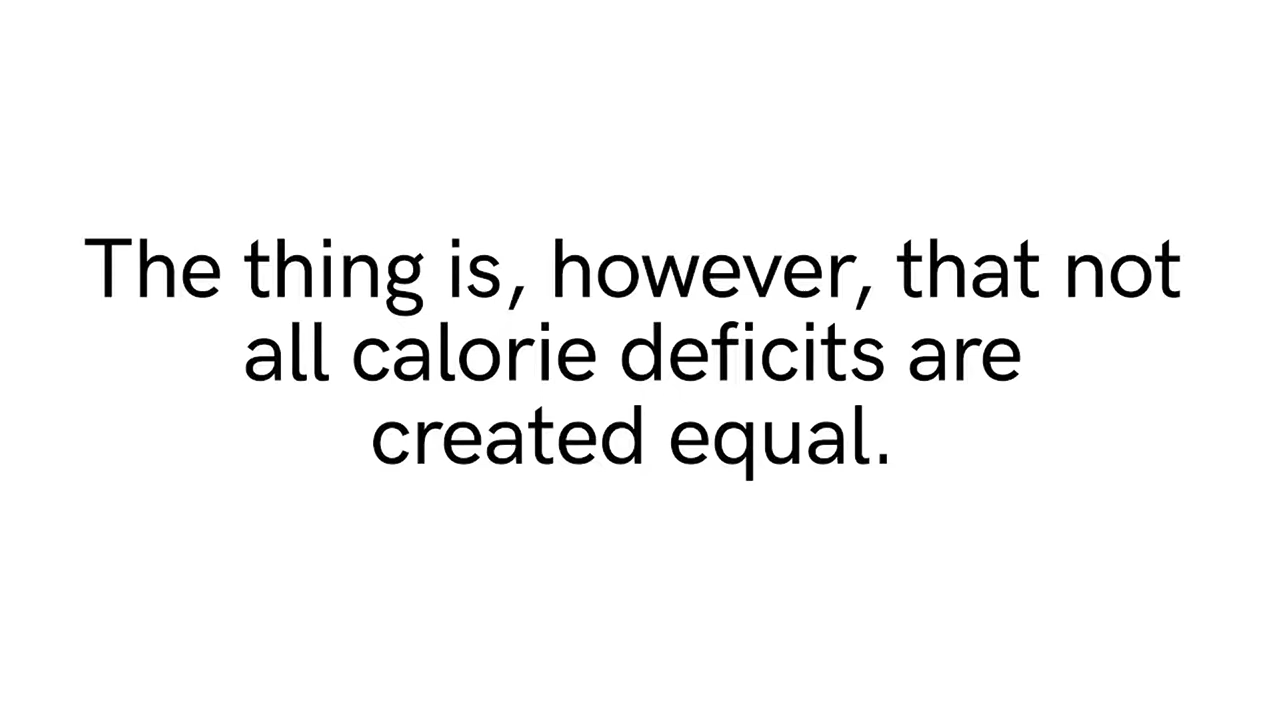 The thing is, however, that not
all calorie deficits are
created equal.